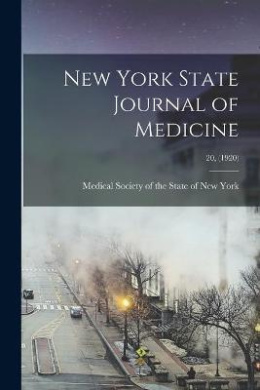 New York State
Journal of
Medicine
20, (1920)
Medical Society of the State of New York